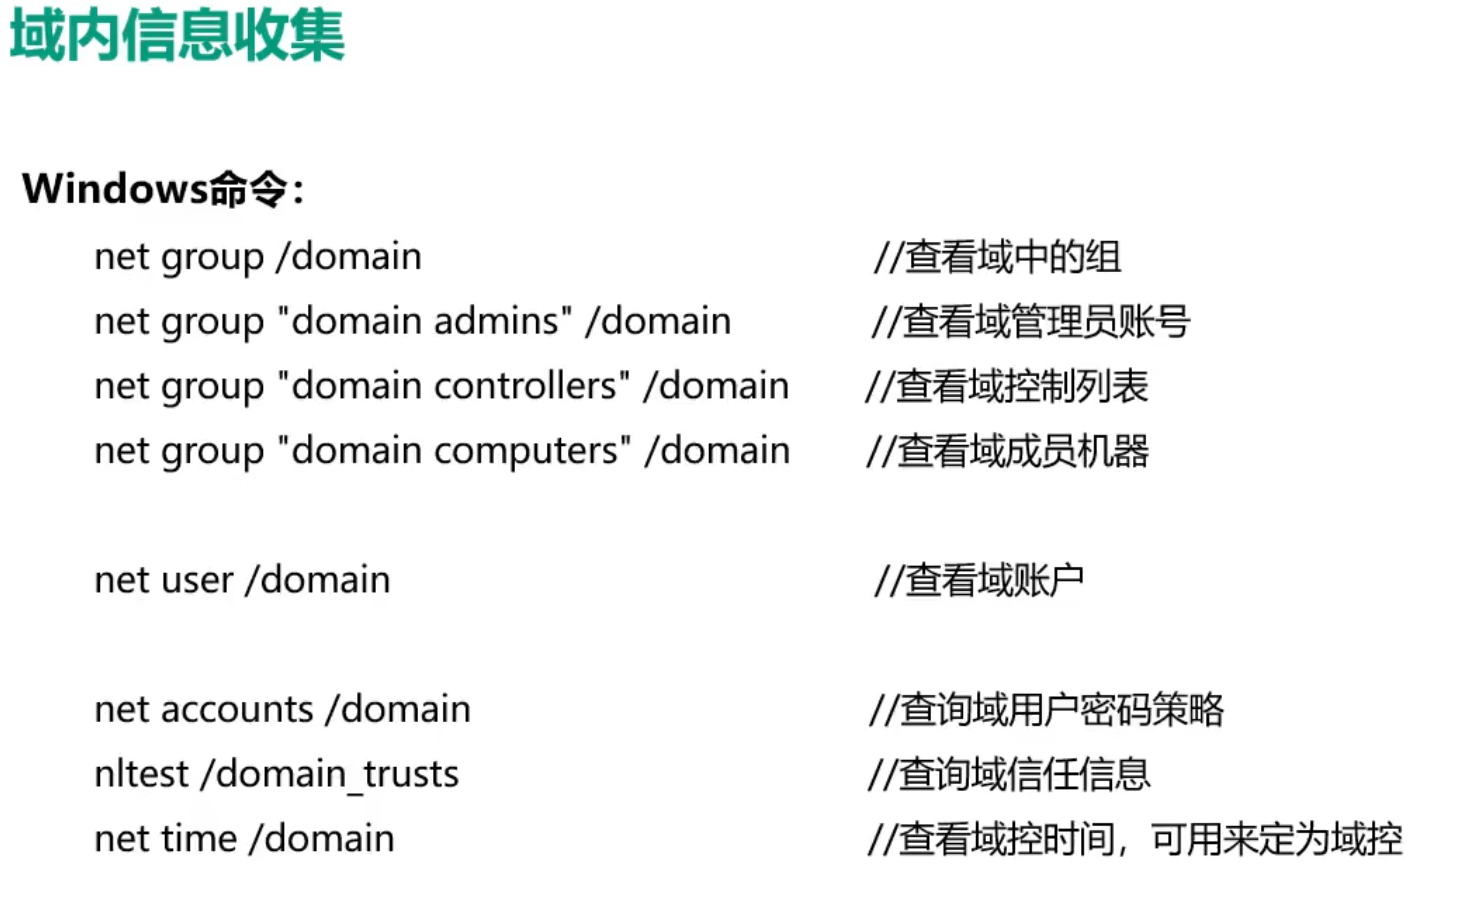 域内信息收集
Windows命令：
net group /domain //查看域中的组
net group "domain admins" /domain //查看域管理员账号
net group "domain controllers" /domain //查看域控制列表
net group "domain computers" /domain //查看域成员机器
net user /domain //查看域账户
net accounts /domain //查询域用户密码策略
nltest /domain_trusts //查询域信任信息
net time /domain //查看域控时间，可用来定为域控